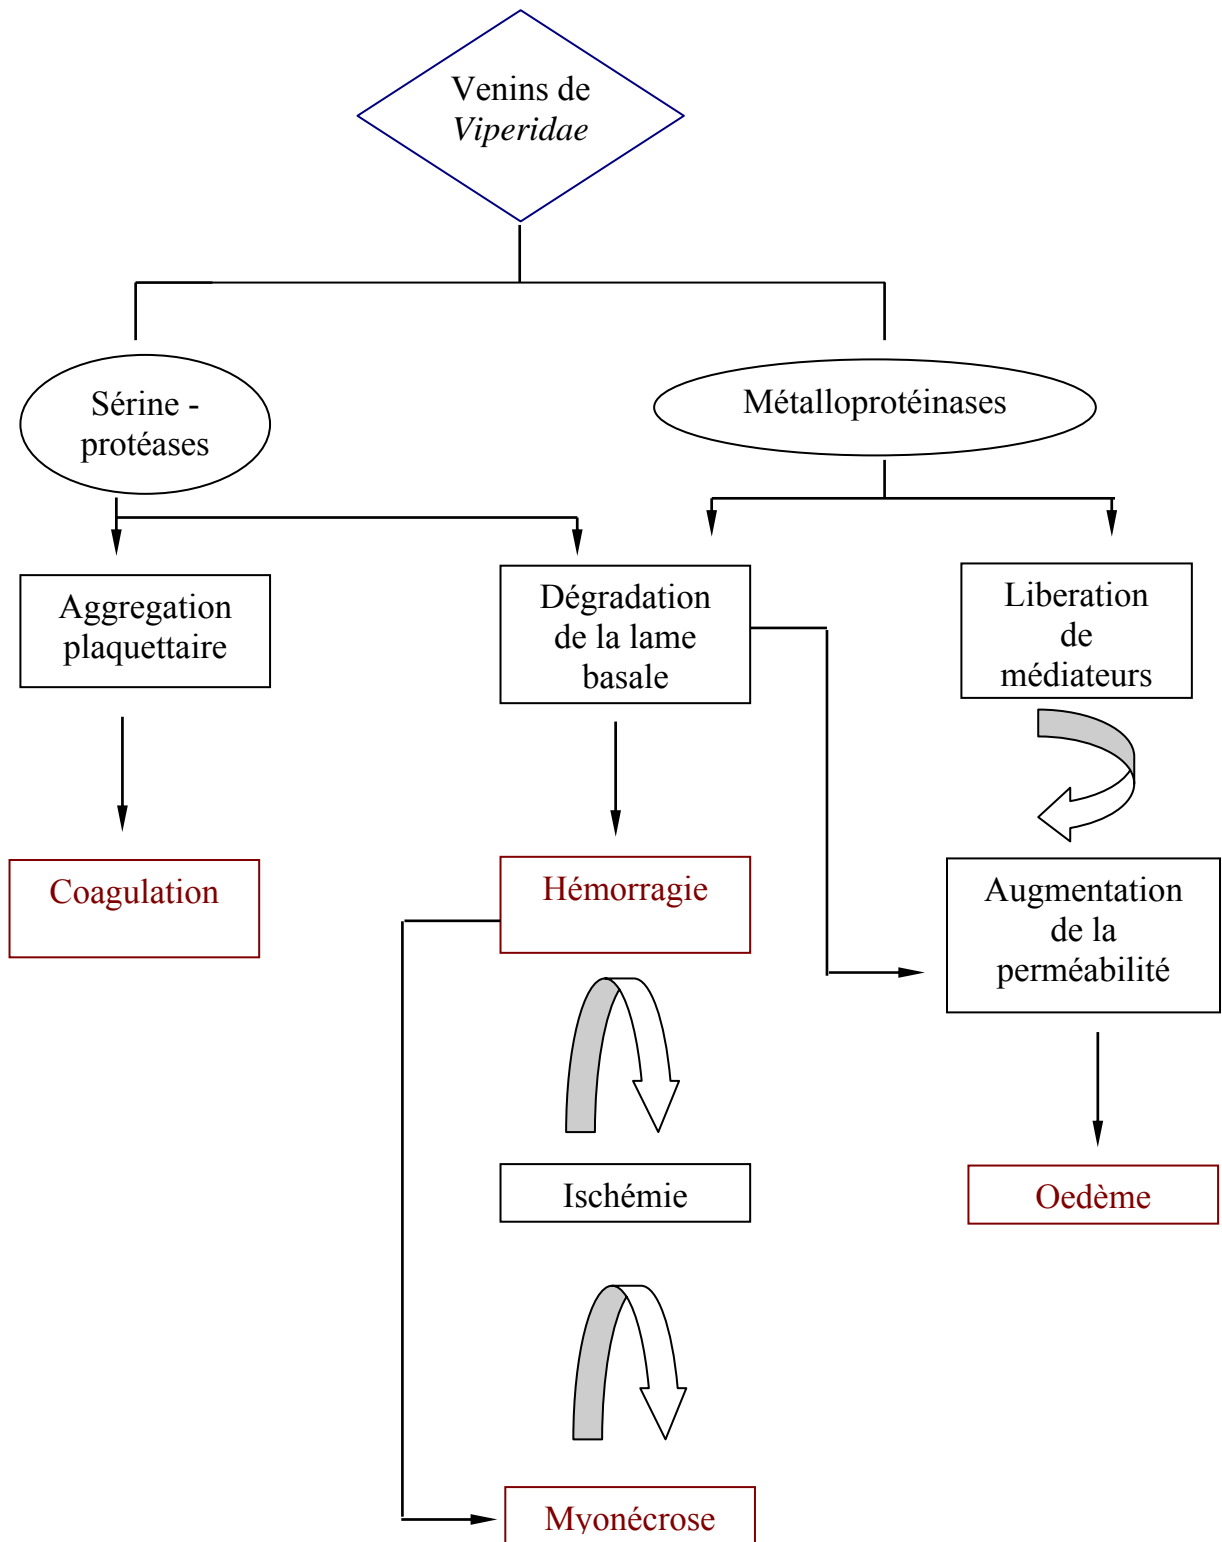 Venins de
Viperidae
Sérine -
protéases
Métalloprotéinases
Aggregation
plaquettaire
Dégradation
de la lame
basale
Liberation
de
médiateurs
Coagulation
Hémorragie
Augmentation
de la
perméabilité
Ischémie
Oedème
Myonécrose